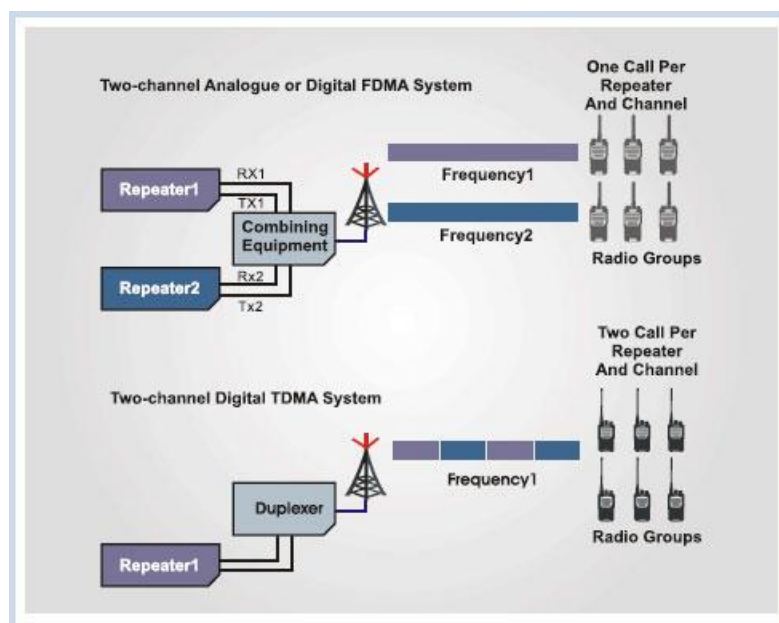 Two-channel Analogue or Digital FDMA System
One Call Per
Repeater
And Channel
Repeater1
RX1
TX1
Combining
Equipment
Frequency1
Repeater2
Rx2
Tx2
Frequency2
Radio Groups
Two-channel Digital TDMA System
Two Call Per
Repeater
And Channel
Duplexer
Frequency1
Repeater1
Radio Groups